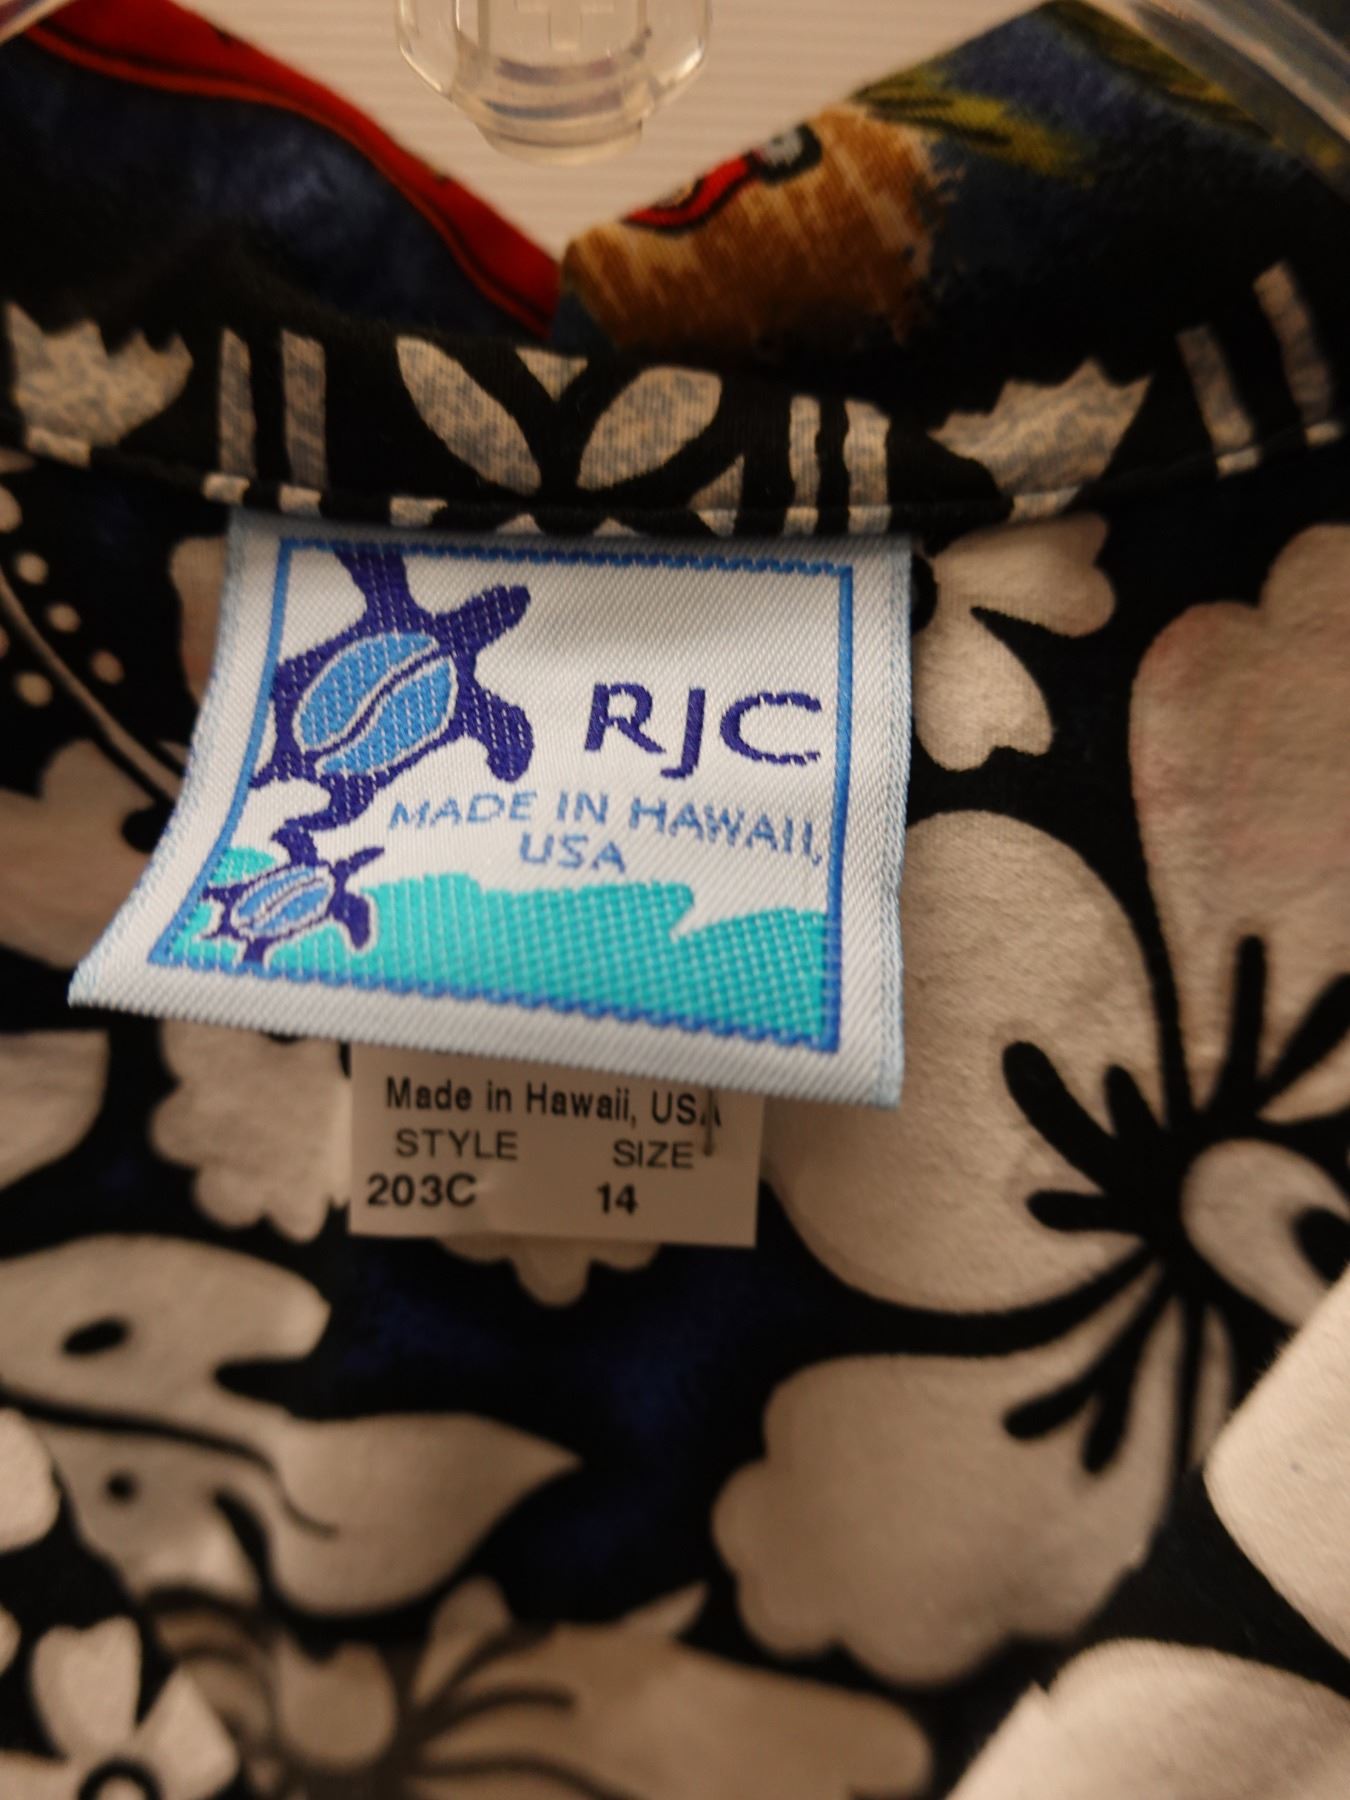 RJC
MADE IN HAWAII,
USA
Made in Hawaii, USA
STYLE SIZE
203C 14